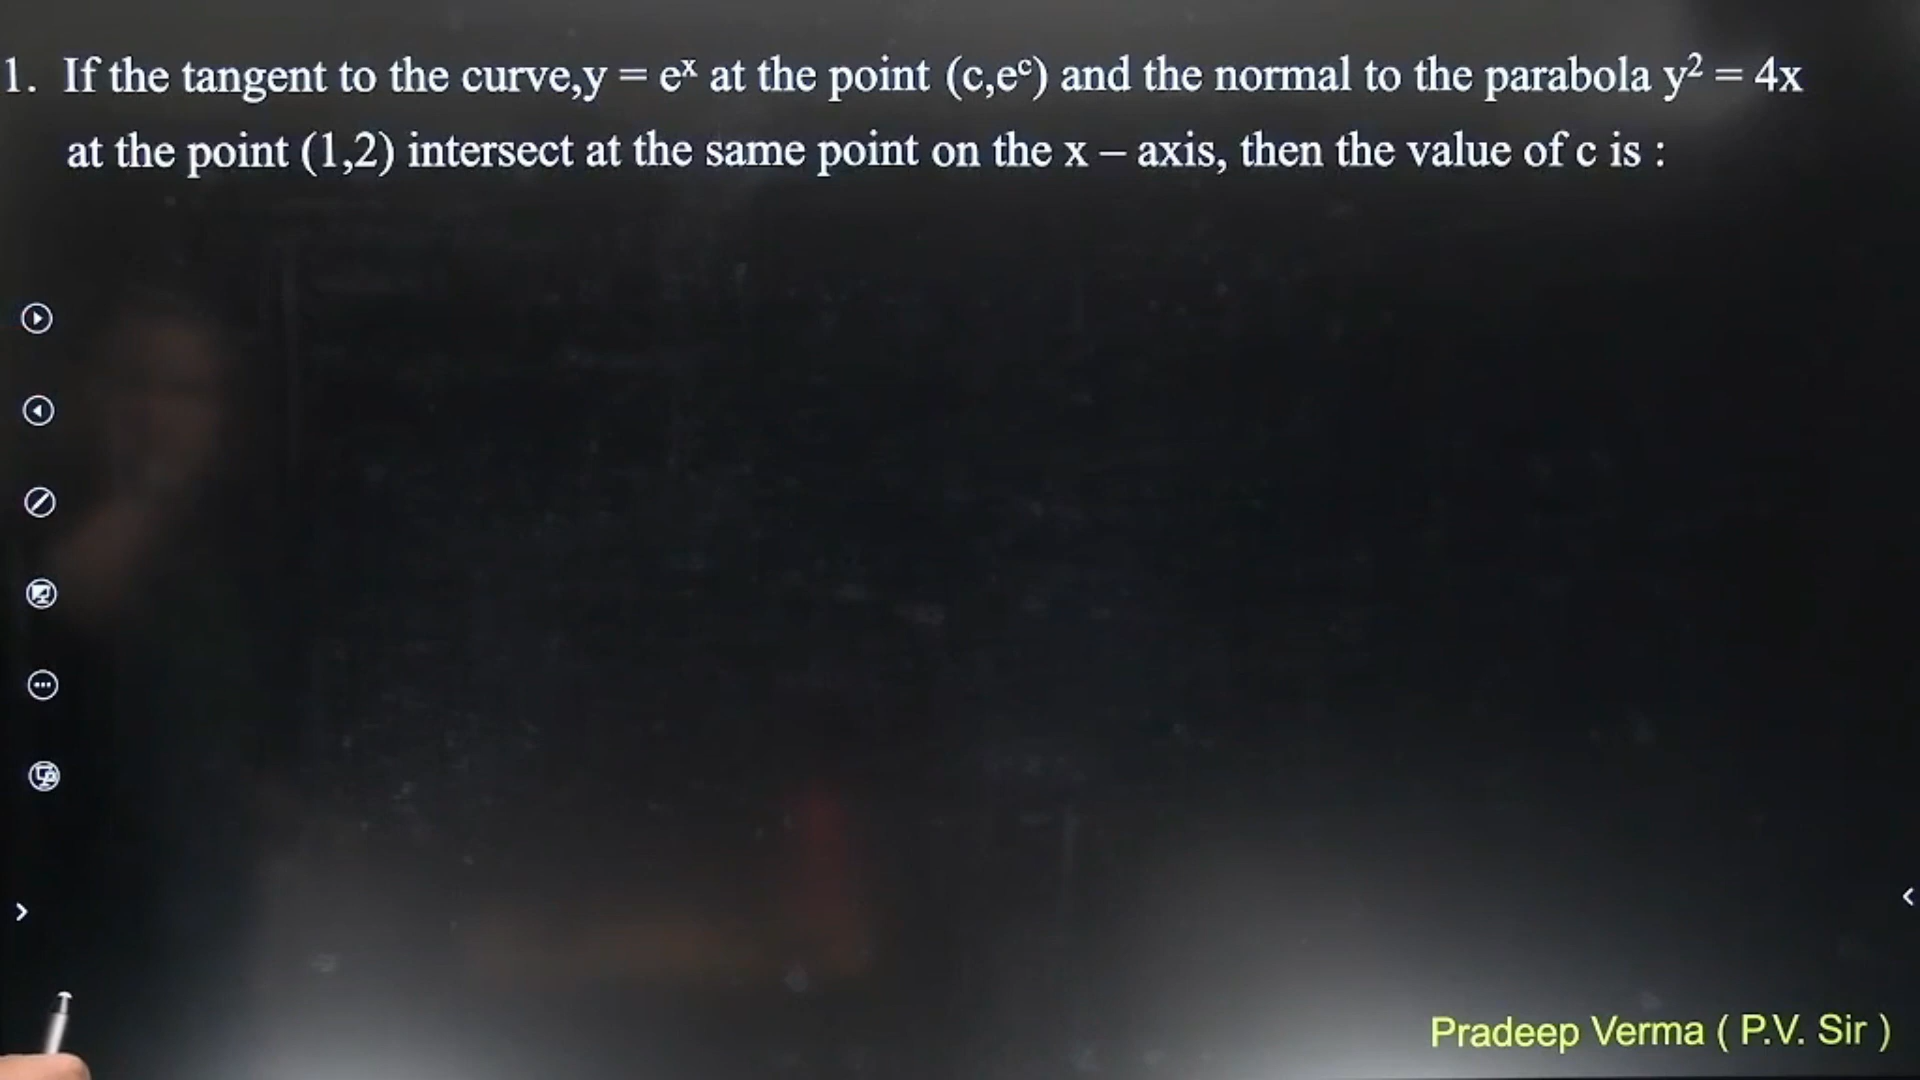 1. If the tangent to the curve,y = eˣ at the point (c,eᶜ) and the normal to the parabola y² = 4x
at the point (1,2) intersect at the same point on the x – axis, then the value of c is :
Pradeep Verma ( P.V. Sir )